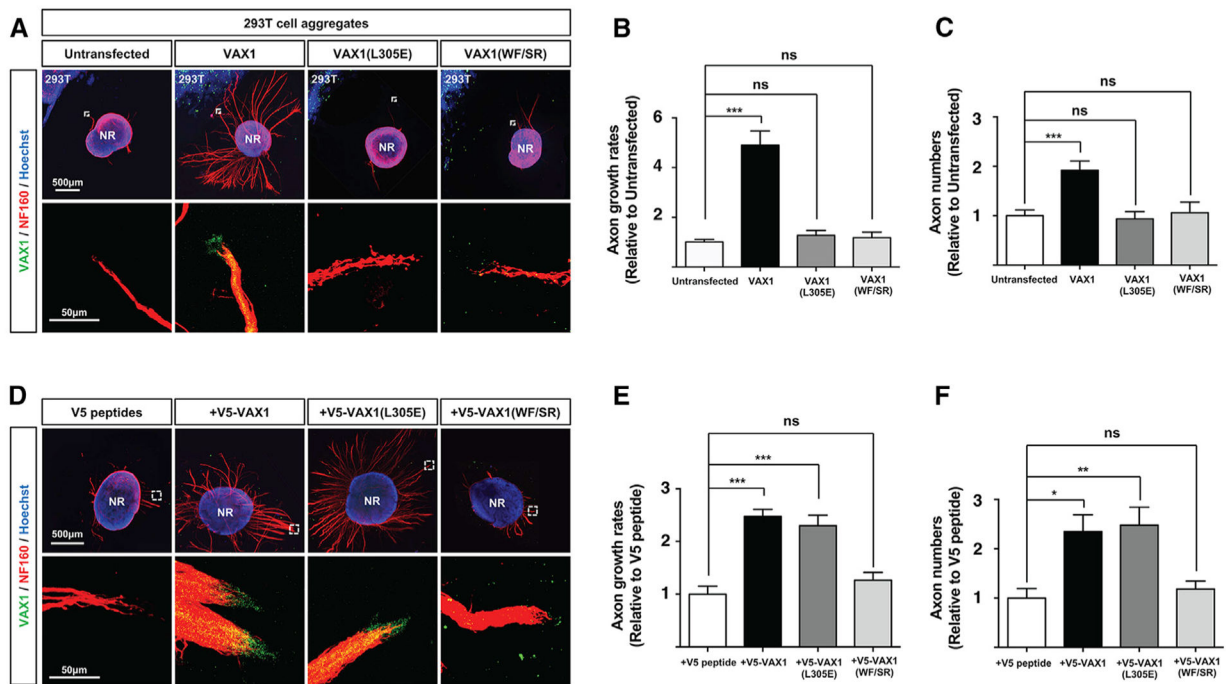 A
293T cell aggregates
Untransfected VAX1 VAX1(L305E) VAX1(WF/SR)
VAX1 / NF160 / Hoechst
293T 293T 293T 293T
NR NR NR NR
500μm
50μm
B
Axon growth rates
(Relative to Untransfected)
ns
ns
***
6
4
2
1
Untransfected VAX1 VAX1 VAX1
(L305E) (WF/SR)
C
Axon numbers
(Relative to Untransfected)
ns
ns
***
3
2
1
Untransfected VAX1 VAX1 VAX1
(L305E) (WF/SR)
D
V5 peptides +V5-VAX1 +V5-VAX1(L305E) +V5-VAX1(WF/SR)
VAX1 / NF160 / Hoechst
NR NR NR NR
500μm
50μm
E
Axon growth rates
(Relative to V5 peptide)
ns
***
***
3
2
1
+V5 peptide +V5-VAX1 +V5-VAX1 +V5-VAX1
(L305E) (WF/SR)
F
Axon numbers
(Relative to V5 peptide)
ns
**
*
3
2
1
+V5 peptide +V5-VAX1 +V5-VAX1 +V5-VAX1
(L305E) (WF/SR)